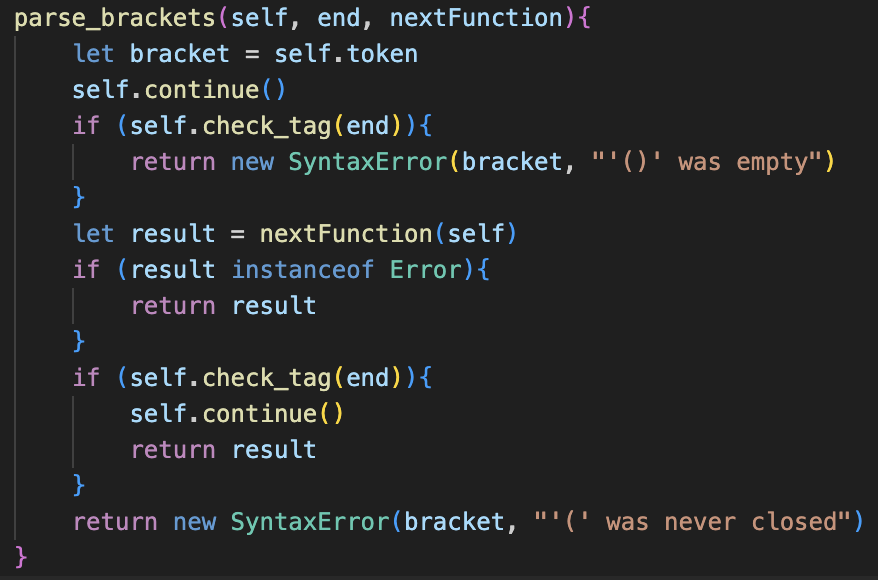 parse_brackets(self, end, nextFunction){
    let bracket = self.token
    self.continue()
    if (self.check_tag(end)){
        return new SyntaxError(bracket, "'()' was empty")
    }
    let result = nextFunction(self)
    if (result instanceof Error){
        return result
    }
    if (self.check_tag(end)){
        self.continue()
        return result
    }
    return new SyntaxError(bracket, "'(' was never closed")
}